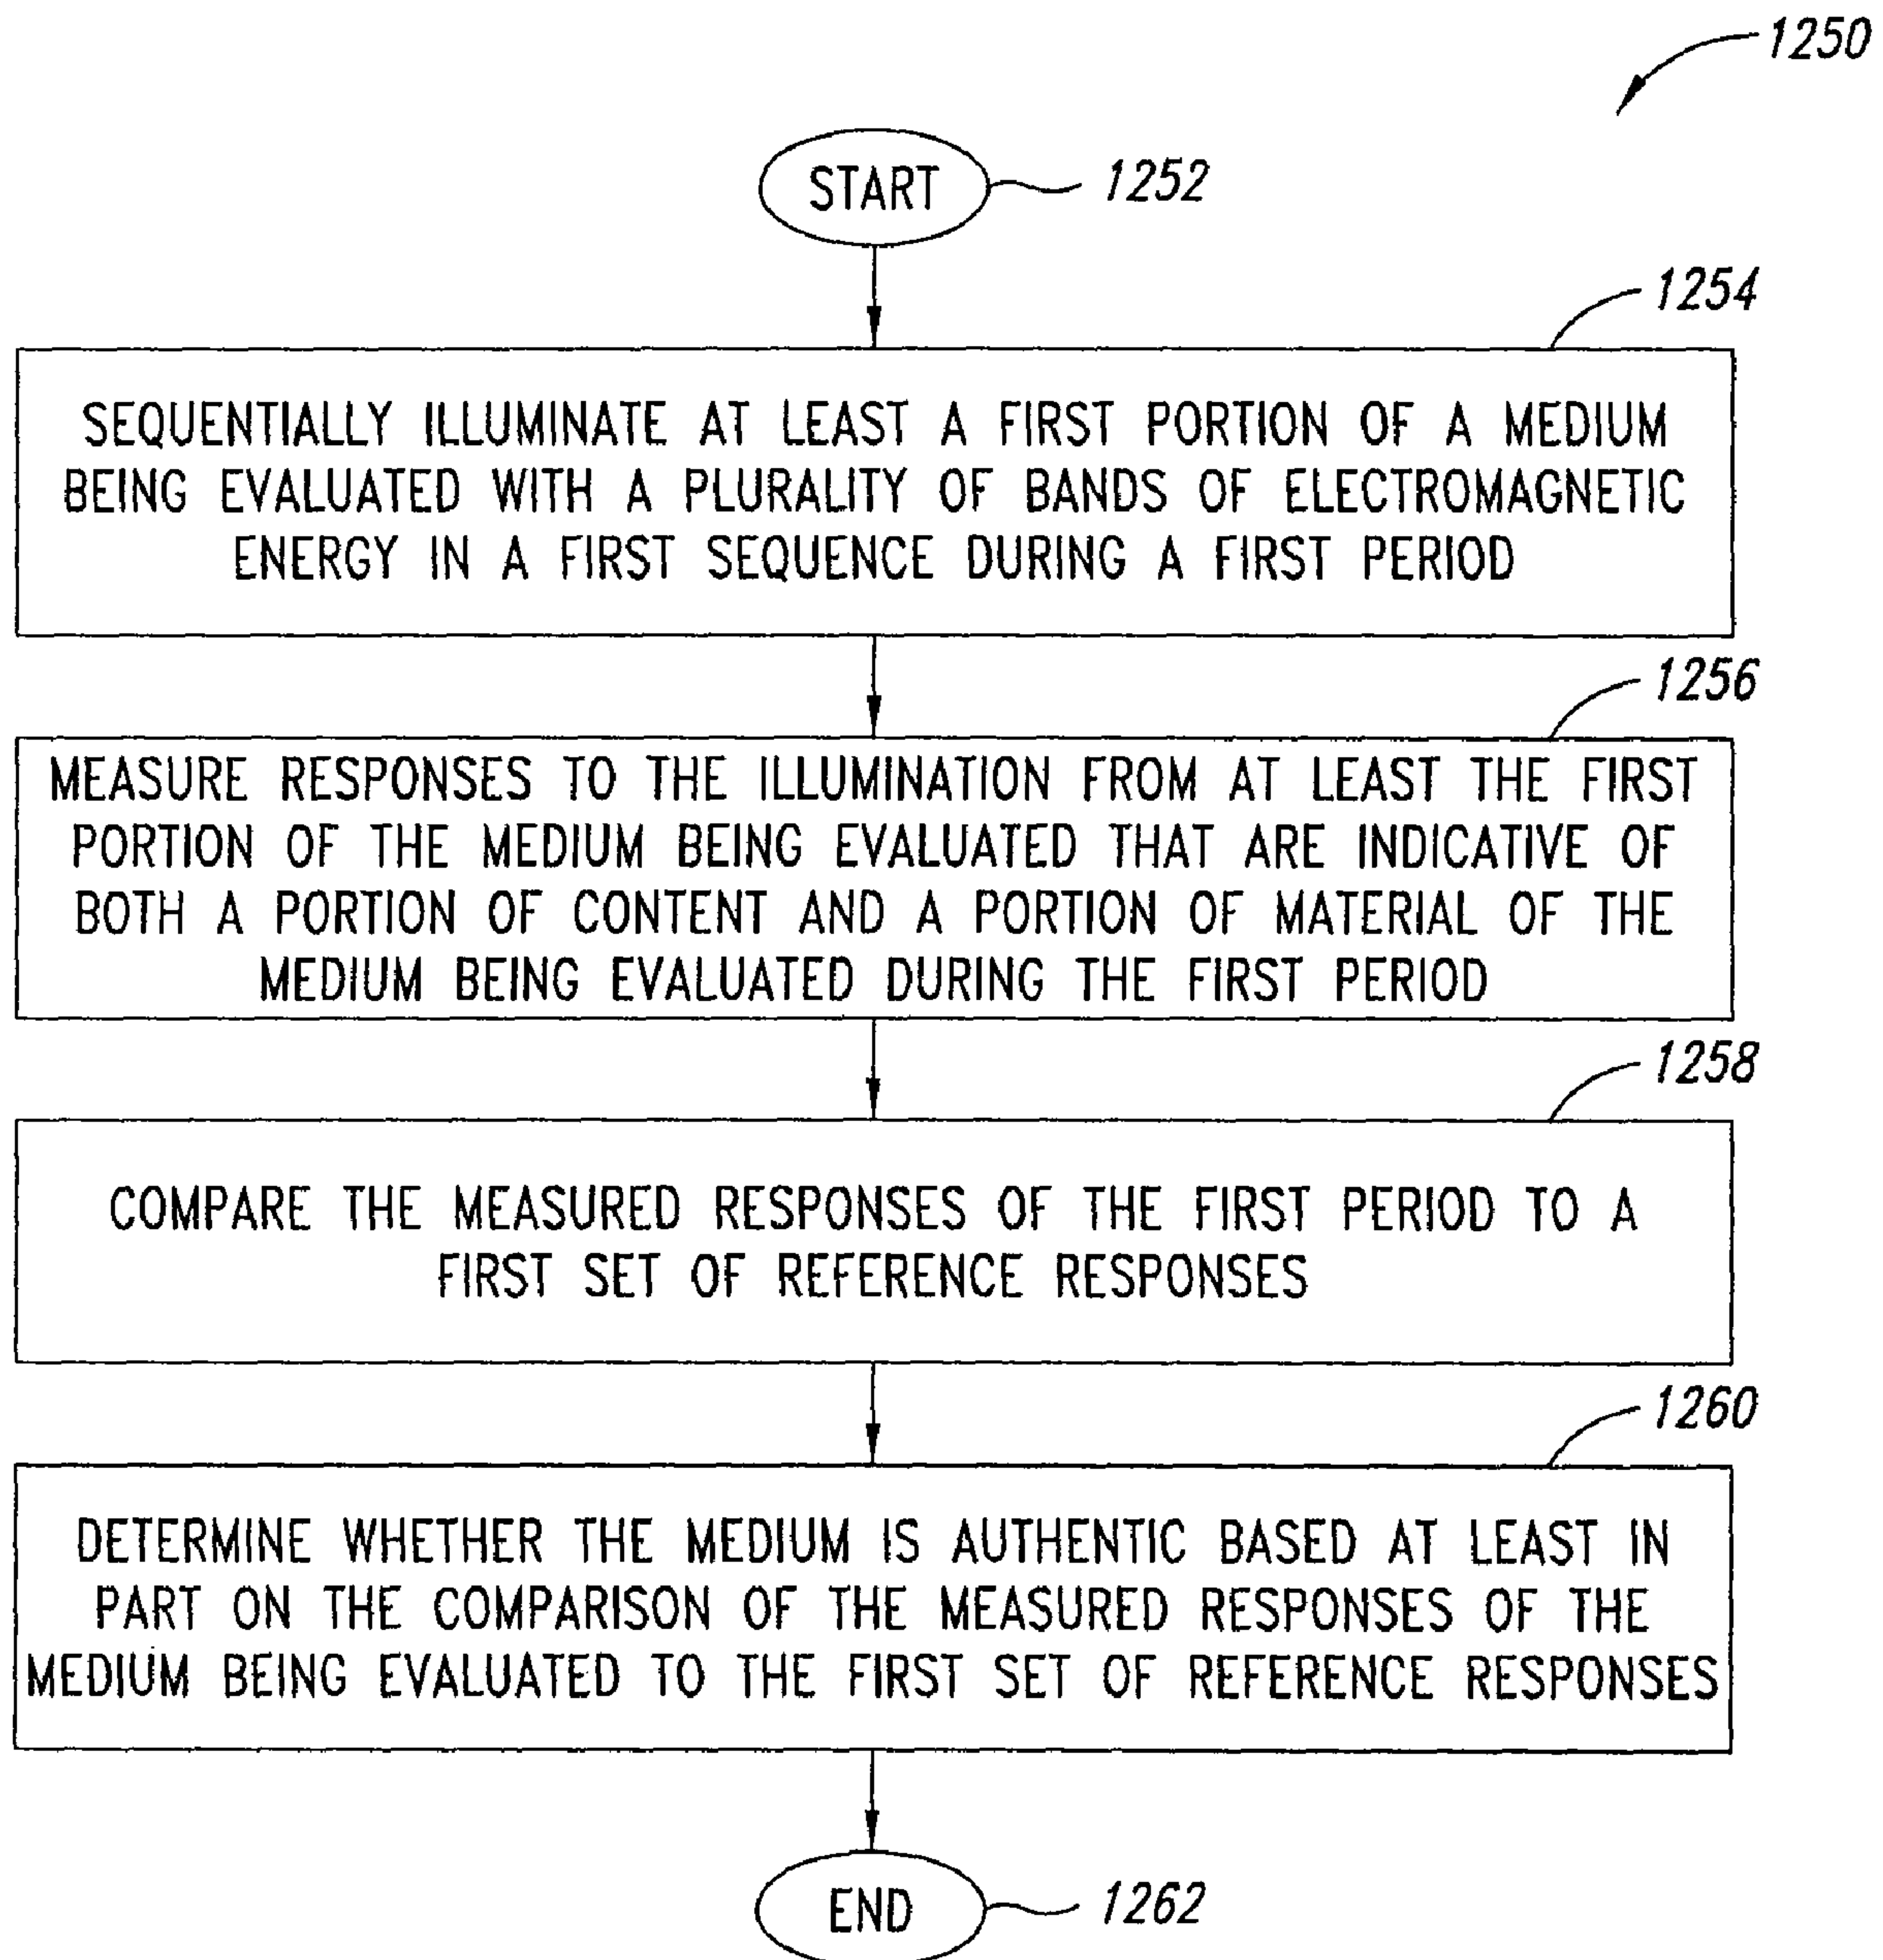 1250
START
1252
1254
SEQUENTIALLY ILLUMINATE AT LEAST A FIRST PORTION OF A MEDIUM
BEING EVALUATED WITH A PLURALITY OF BANDS OF ELECTROMAGNETIC
ENERGY IN A FIRST SEQUENCE DURING A FIRST PERIOD
1256
MEASURE RESPONSES TO THE ILLUMINATION FROM AT LEAST THE FIRST
PORTION OF THE MEDIUM BEING EVALUATED THAT ARE INDICATIVE OF
BOTH A PORTION OF CONTENT AND A PORTION OF MATERIAL OF THE
MEDIUM BEING EVALUATED DURING THE FIRST PERIOD
1258
COMPARE THE MEASURED RESPONSES OF THE FIRST PERIOD TO A
FIRST SET OF REFERENCE RESPONSES
1260
DETERMINE WHETHER THE MEDIUM IS AUTHENTIC BASED AT LEAST IN
PART ON THE COMPARISON OF THE MEASURED RESPONSES OF THE
MEDIUM BEING EVALUATED TO THE FIRST SET OF REFERENCE RESPONSES
END
1262